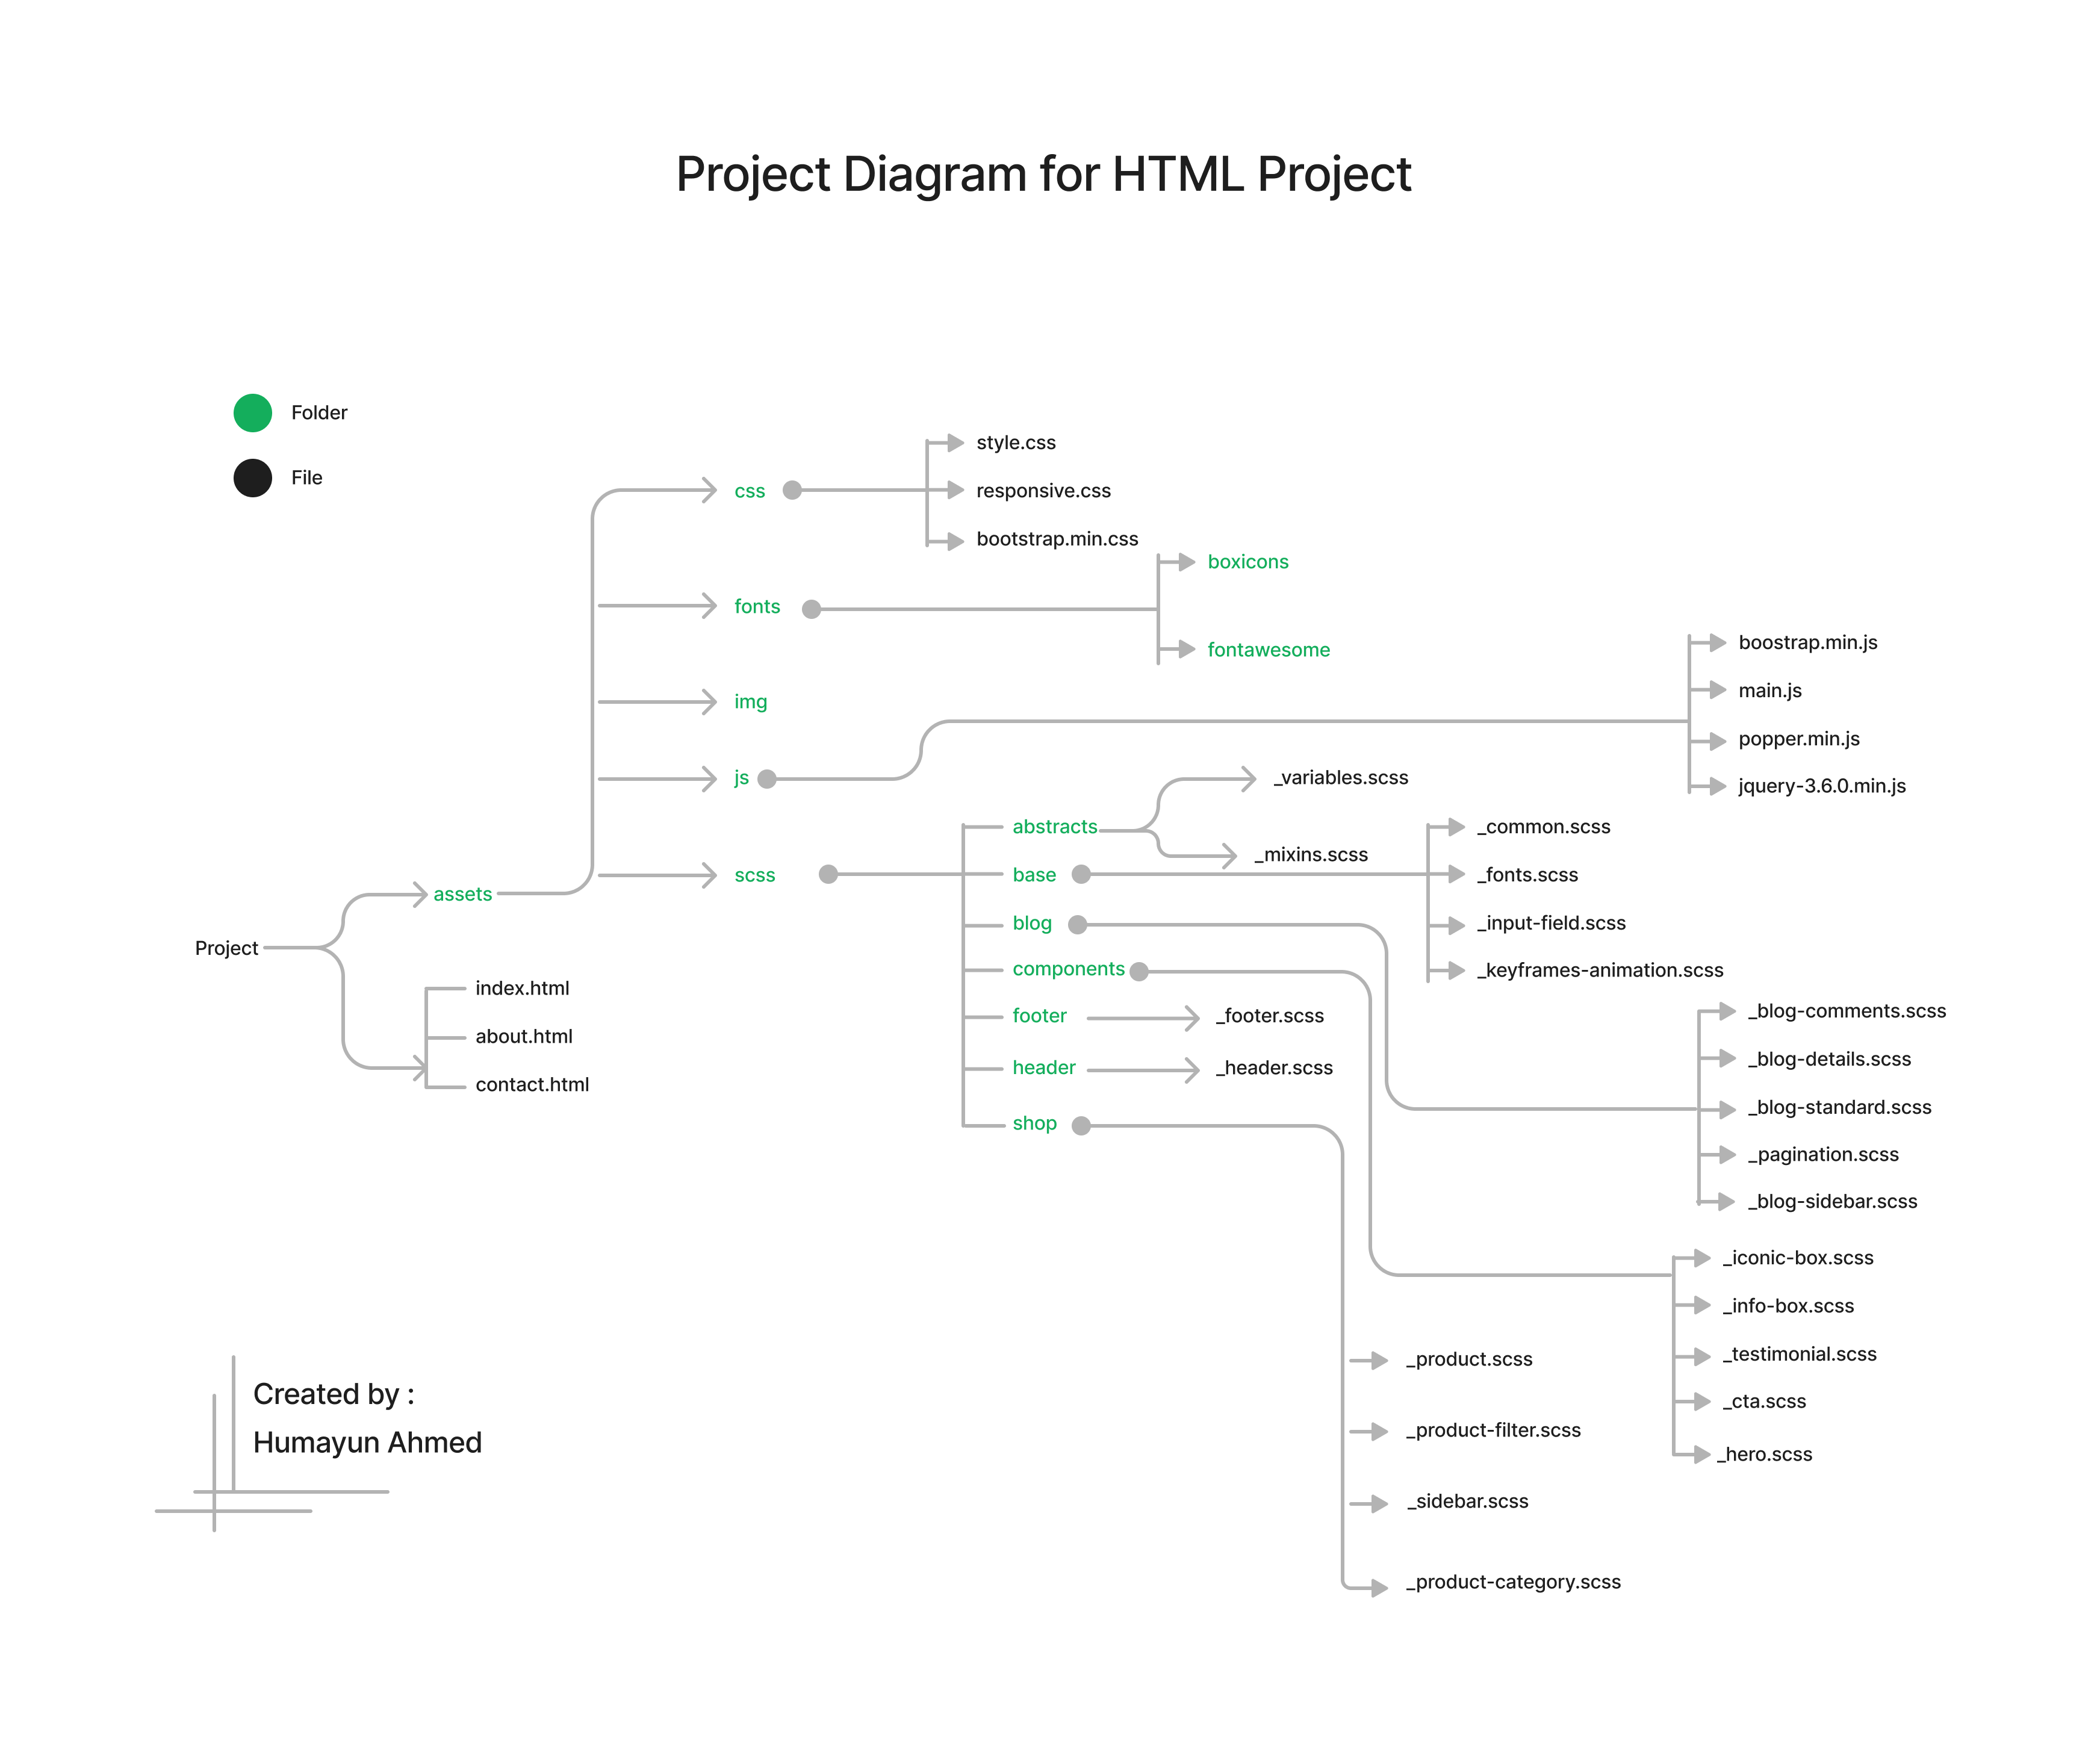 Project Diagram for HTML Project
Folder
File
style.css
css
responsive.css
bootstrap.min.css
boxicons
fonts
fontawesome
boostrap.min.js
main.js
img
popper.min.js
js
jquery-3.6.0.min.js
_variables.scss
abstracts
_mixins.scss
_common.scss
scss
base
_fonts.scss
assets
blog
_input-field.scss
Project
components
_keyframes-animation.scss
index.html
footer
_footer.scss
_blog-comments.scss
about.html
header
_header.scss
_blog-details.scss
contact.html
shop
_blog-standard.scss
_pagination.scss
_blog-sidebar.scss
_iconic-box.scss
_info-box.scss
_testimonial.scss
_cta.scss
_hero.scss
_product.scss
_product-filter.scss
_sidebar.scss
_product-category.scss
Created by :
Humayun Ahmed